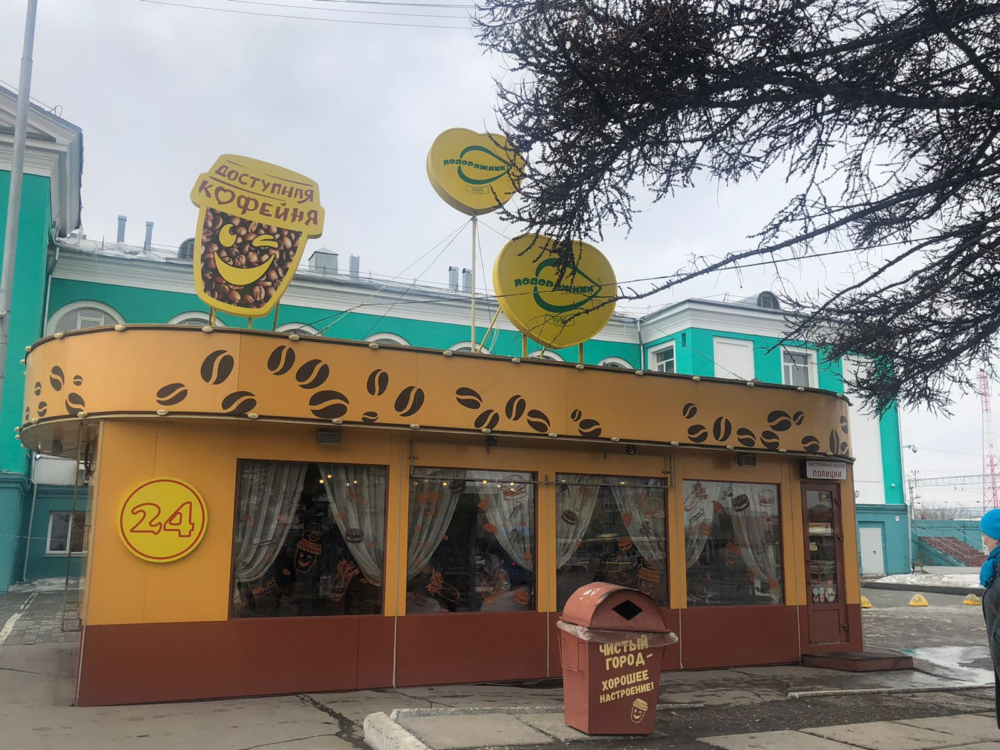 ДОСТУПНАЯ
КОФЕЙНЯ
ПОДОРОЖНИК
1995
ПОДОРОЖНИК®
1995
24
ЭКСТРЕННЫЙ ВЫЗОВ
ПОЛИЦИИ
ЧИСТЫЙ
ГОРОД-
ХОРОШЕЕ
НАСТРОЕНИЕ!